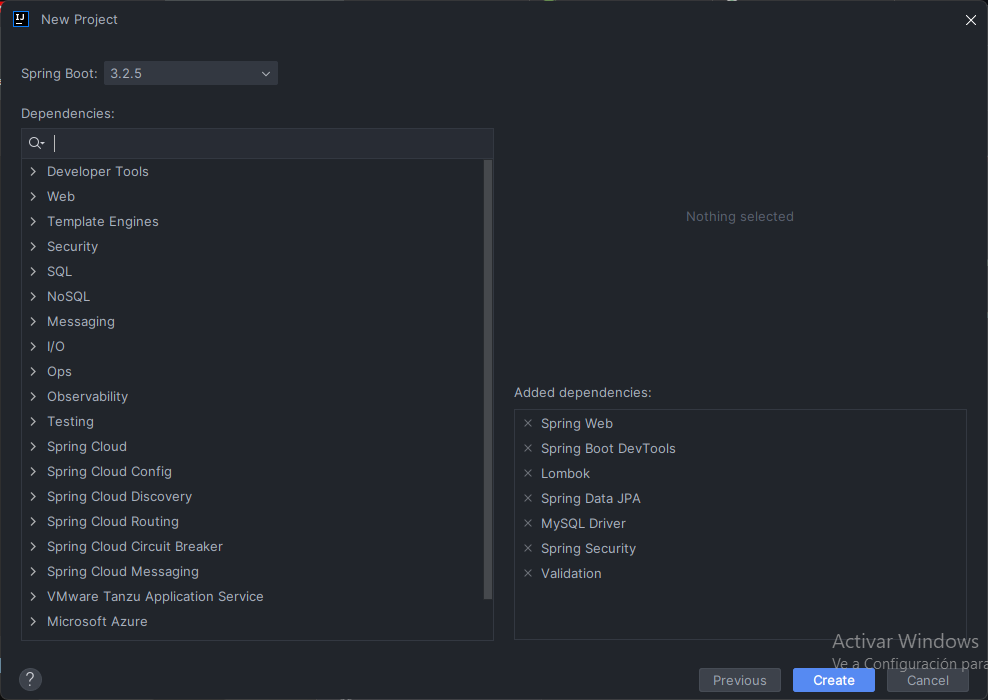 New Project
Spring Boot: 3.2.5
Dependencies:
Developer Tools
Web
Template Engines
Security
SQL
NoSQL
Messaging
I/O
Ops
Observability
Testing
Spring Cloud
Spring Cloud Config
Spring Cloud Discovery
Spring Cloud Routing
Spring Cloud Circuit Breaker
Spring Cloud Messaging
VMware Tanzu Application Service
Microsoft Azure
Nothing selected
Added dependencies:
Spring Web
Spring Boot DevTools
Lombok
Spring Data JPA
MySQL Driver
Spring Security
Validation
Activar Windows
Ve a Configuración para
?
Previous
Create
Cancel